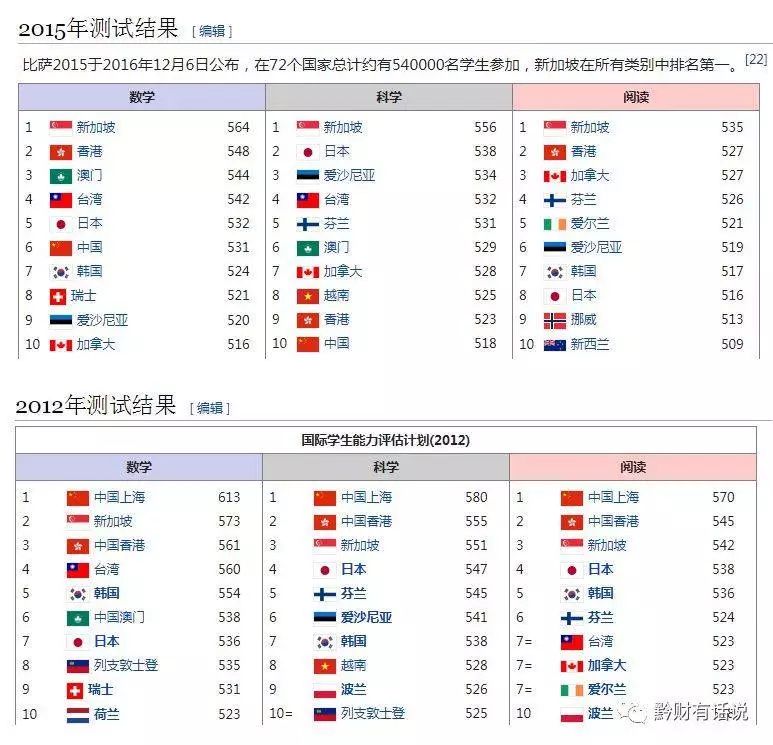 2015年测试结果 [编辑]
比萨2015于2016年12月6日公布，在72个国家总计约有540000名学生参加，新加坡在所有类别中排名第一。[22]
数学 科学 阅读
1 新加坡 564 1 新加坡 556 1 新加坡 535
2 香港 548 2 日本 538 2 香港 527
3 澳门 544 3 爱沙尼亚 534 3 加拿大 527
4 台湾 542 4 台湾 532 4 芬兰 526
5 日本 532 5 芬兰 531 5 爱尔兰 521
6 中国 531 6 澳门 529 6 爱沙尼亚 519
7 韩国 524 7 加拿大 528 7 韩国 517
8 瑞士 521 8 越南 525 8 日本 516
9 爱沙尼亚 520 9 香港 523 9 挪威 513
10 加拿大 516 10 中国 518 10 新西兰 509
2012年测试结果 [编辑]
国际学生能力评估计划(2012)
数学 科学 阅读
1 中国上海 613 1 中国上海 580 1 中国上海 570
2 新加坡 573 2 中国香港 555 2 中国香港 545
3 中国香港 561 3 新加坡 551 3 新加坡 542
4 台湾 560 4 日本 547 4 日本 538
5 韩国 554 5 芬兰 545 5 韩国 536
6 中国澳门 538 6 爱沙尼亚 541 6 芬兰 524
7 日本 536 7 韩国 538 7= 台湾 523
8 列支敦士登 535 8 越南 528 7= 加拿大 523
9 瑞士 531 9 波兰 526 7= 爱尔兰 523
10 荷兰 523 10= 列支敦士登 525 10 波兰
黔财有话说